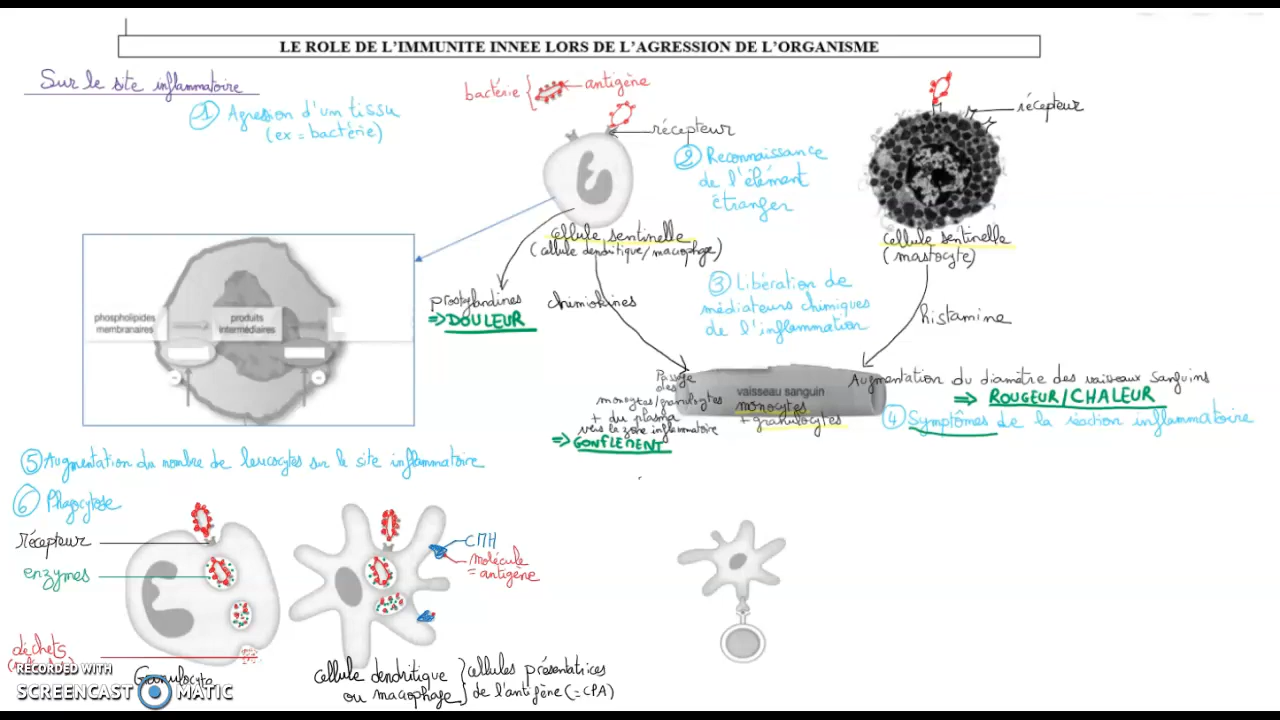 LE ROLE DE L'IMMUNITE INNEE LORS DE L'AGRESSION DE L'ORGANISME
Sur le site inflammatoire
1 Agression d'un tissu
(ex = bactérie)
bactérie
antigène
récepteur
récepteur
2 Reconnaissance
de l'élément
étranger
cellule sentinelle
(cellule dendritique/macrophage)
cellule sentinelle
(mastocyte)
phospholipides
membranaires
produits
intermédiaires
prostaglandines
⇒ DOULEUR
chimiokines
3 Libération de
médiateurs chimiques
de l'inflammation
histamine
Passage
des
monocytes/granulocytes
+ du plasma
vers la zone inflammatoire
⇒ GONFLEMENT
vaisseau sanguin
monocytes
+ granulocytes
Augmentation du diamètre des vaisseaux sanguins
⇒ ROUGEUR/CHALEUR
4 Symptômes de la réaction inflammatoire
5 Augmentation du nombre de leucocytes sur le site inflammatoire
6 Phagocytose
récepteur
enzymes
déchets
Granulocyte
CMH
molécule
= antigène
cellule dendritique
ou macrophage
cellules présentatrices
de l'antigène (=CPA)
RECORDED WITH
SCREENCAST MATIC